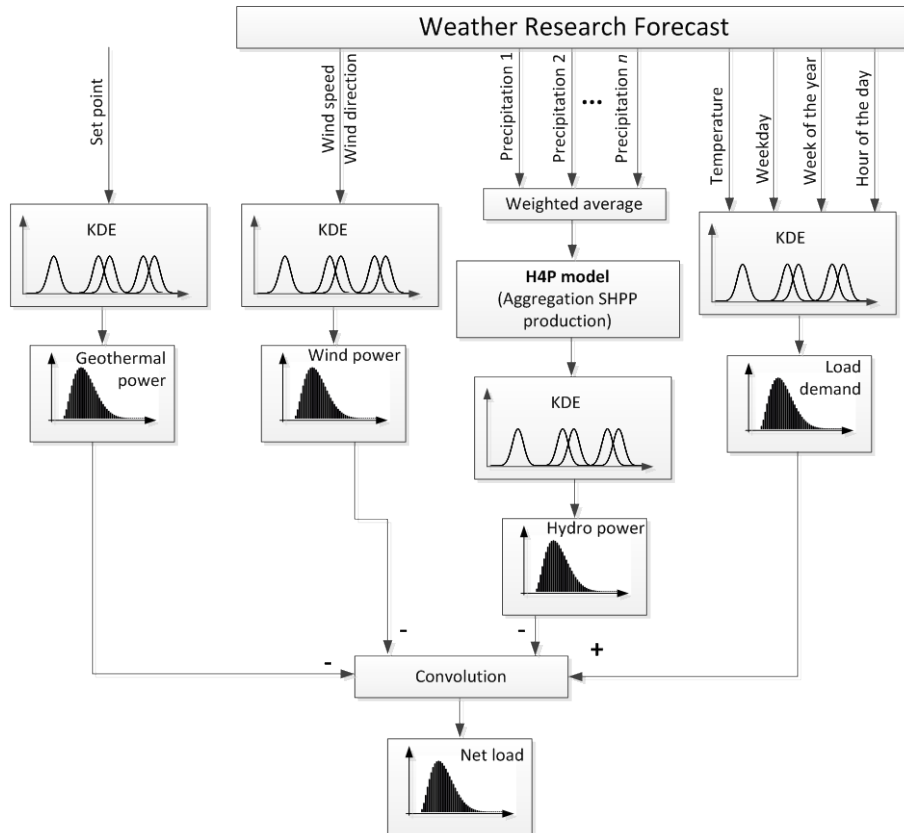 Weather Research Forecast
Set point
Wind speed
Wind direction
Precipitation 1
Precipitation 2
...
Precipitation n
Temperature
Weekday
Week of the year
Hour of the day
Weighted average
KDE
KDE
KDE
H4P model
(Aggregation SHPP
production)
Geothermal
power
Wind power
Load
demand
KDE
Hydro power
-
-
-
+
Convolution
Net load